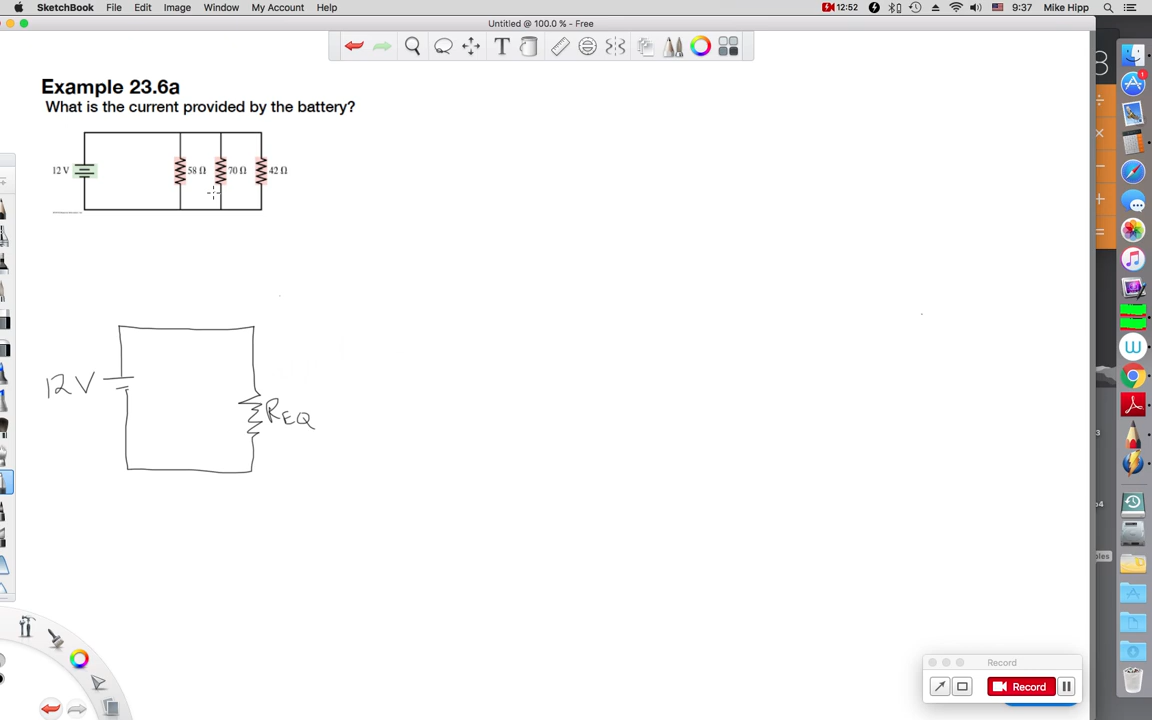 SketchBook File Edit Image Window My Account Help 12:52 9:37 Mike Hipp
Untitled @ 100.0 % - Free
Example 23.6a
What is the current provided by the battery?
12 V 58 Ω 70 Ω 42 Ω
12V REQ
Record
Record